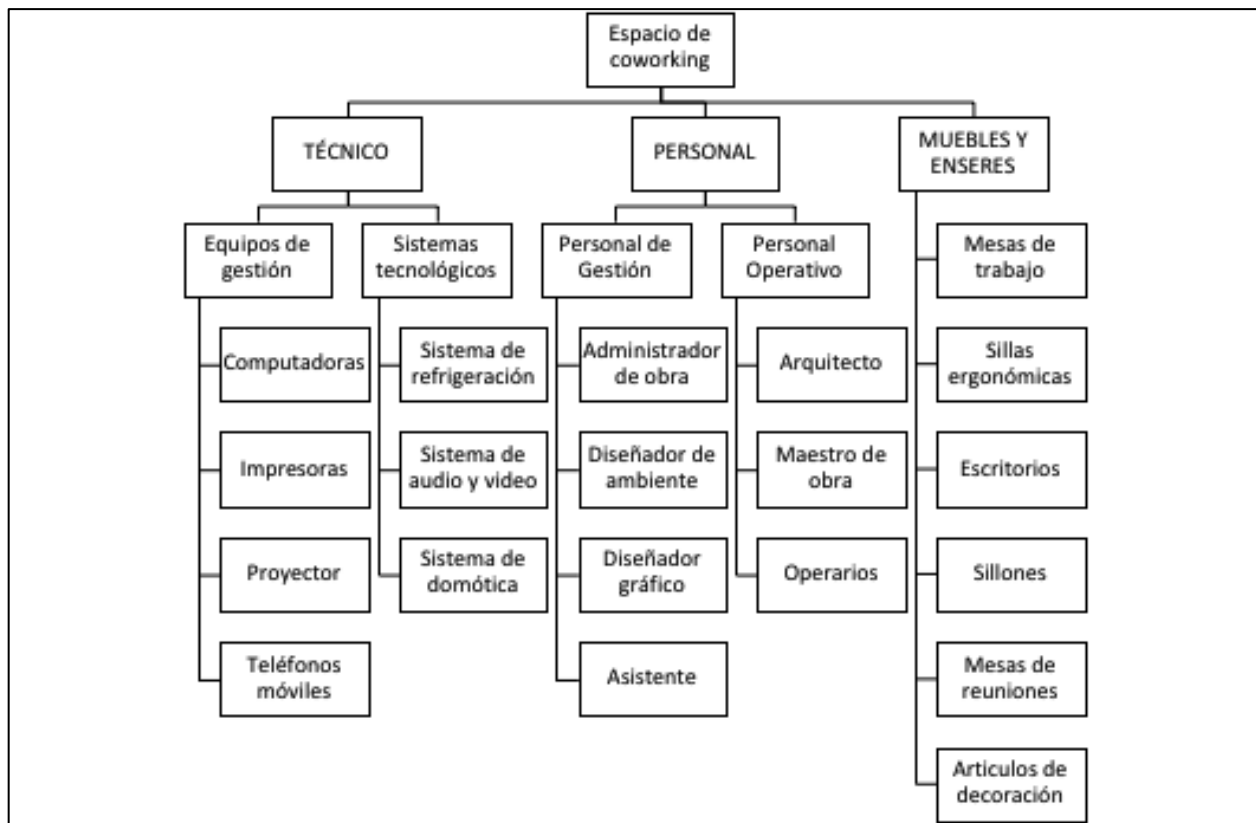 Espacio de
coworking
TÉCNICO
PERSONAL
MUEBLES Y
ENSERES
Equipos de
gestión
Sistemas
tecnológicos
Personal de
Gestión
Personal
Operativo
Mesas de
trabajo
Computadoras
Sistema de
refrigeración
Administrador
de obra
Arquitecto
Sillas
ergonómicas
Impresoras
Sistema de
audio y video
Diseñador de
ambiente
Maestro de
obra
Escritorios
Proyector
Sistema de
domótica
Diseñador
gráfico
Operarios
Sillones
Teléfonos
móviles
Asistente
Mesas de
reuniones
Articulos de
decoración